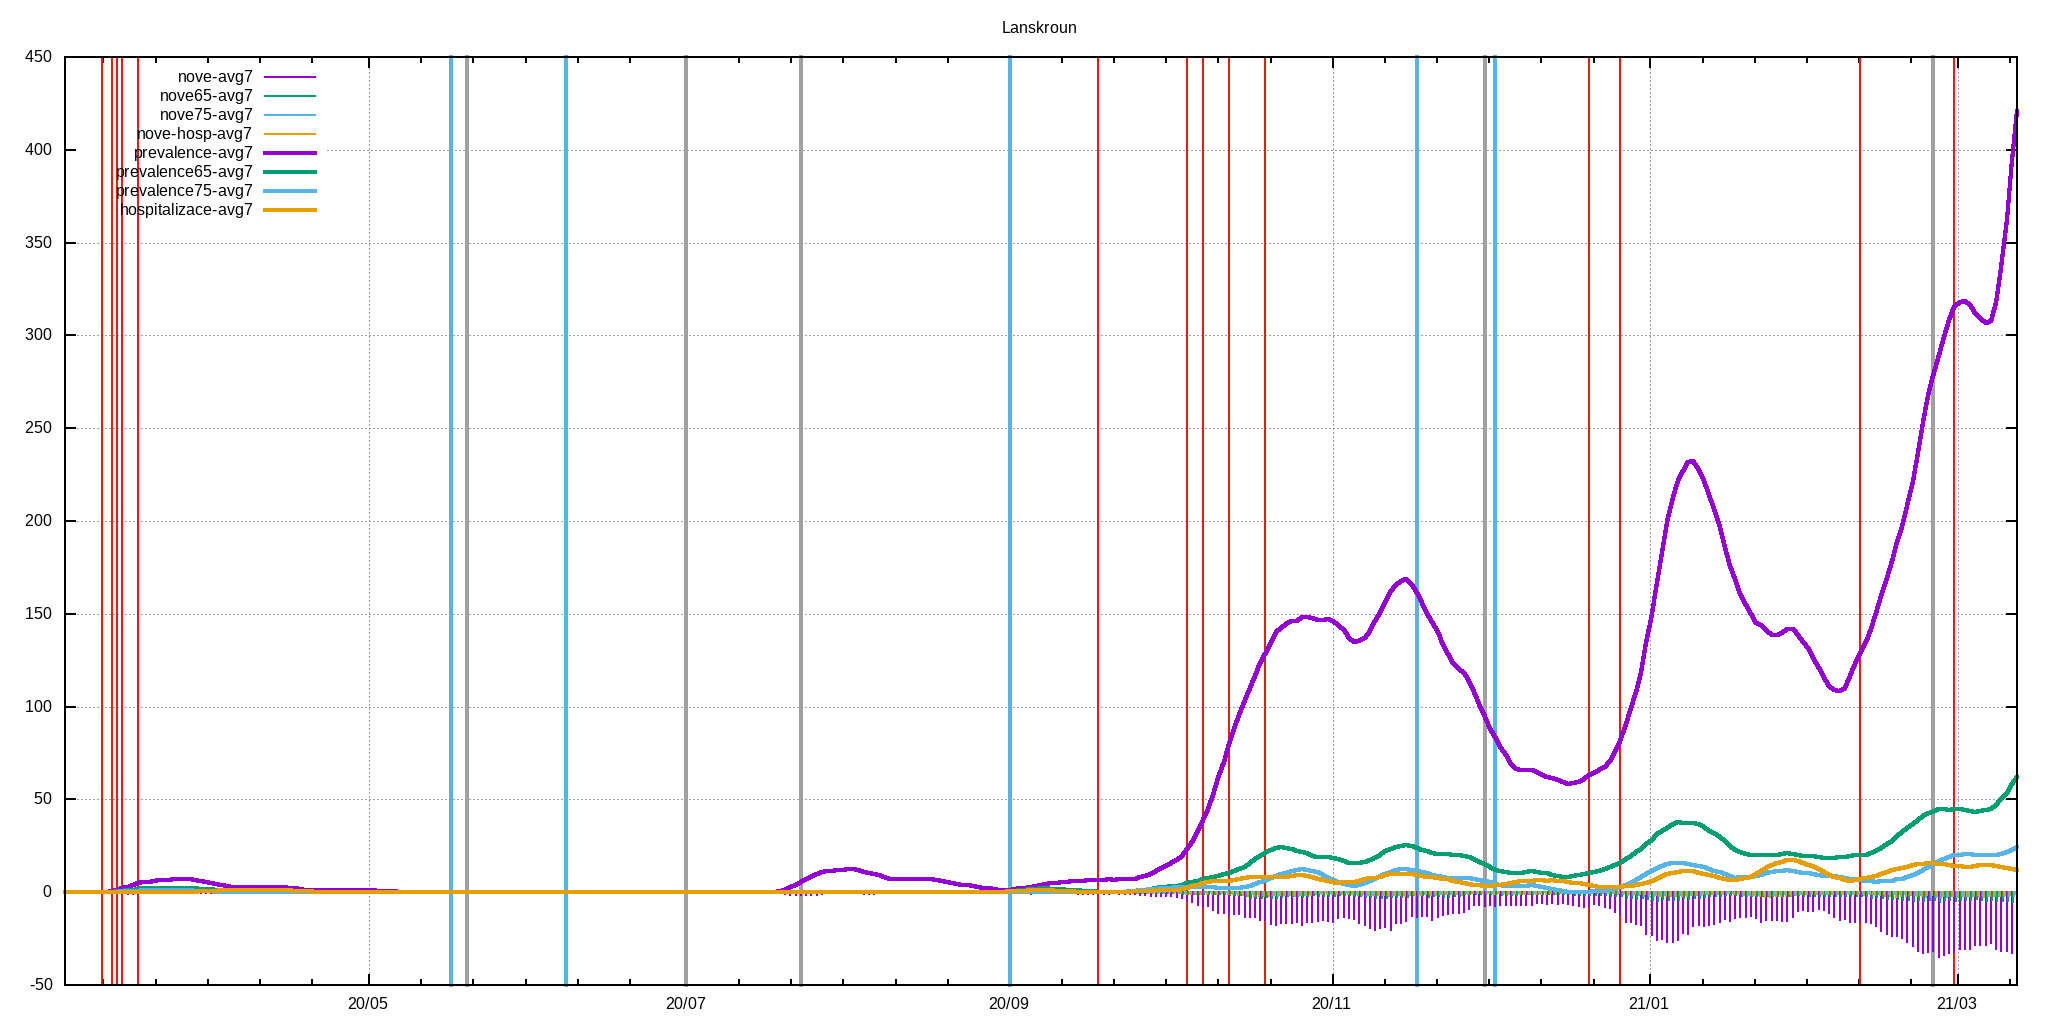 Lanskroun
450
400
350
300
250
200
150
100
50
0
-50
nove-avg7
nove65-avg7
nove75-avg7
nove-hosp-avg7
prevalence-avg7
prevalence65-avg7
prevalence75-avg7
hospitalizace-avg7
20/05 20/07 20/09 20/11 21/01 21/03